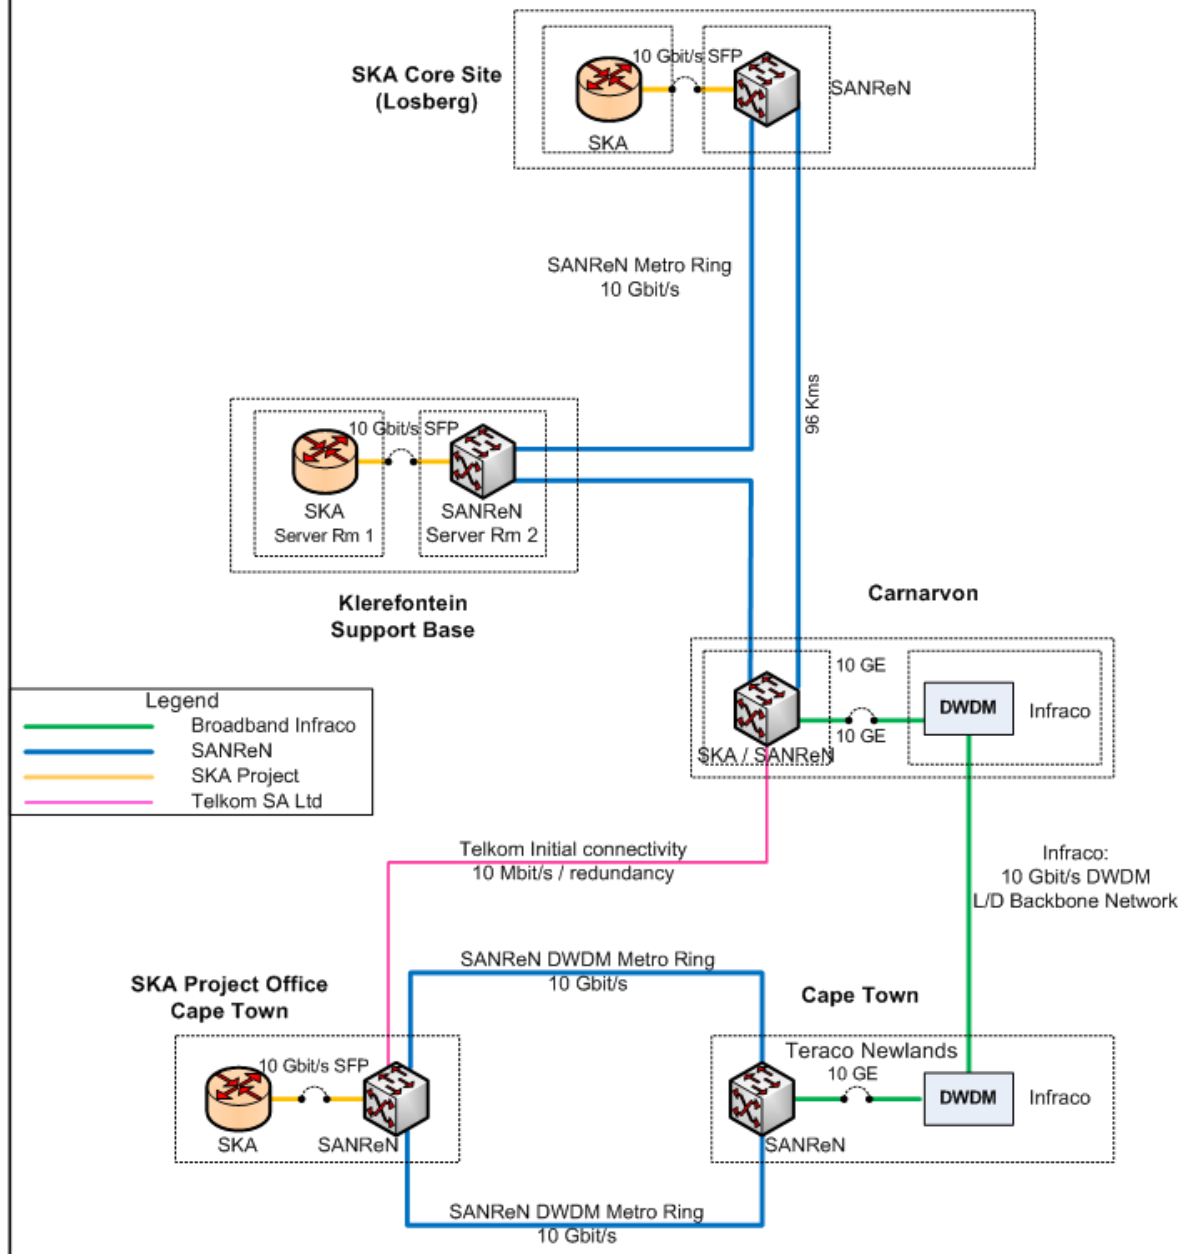 10 Gbit/s SFP
SKA Core Site
(Losberg)
SANReN
SKA
SANReN Metro Ring
10 Gbit/s
96 Kms
10 Gbit/s SFP
SKA
Server Rm 1
SANReN
Server Rm 2
Klerefontein
Support Base
Carnarvon
10 GE
DWDM
Infraco
10 GE
SKA / SANReN
Legend
Broadband Infraco
SANReN
SKA Project
Telkom SA Ltd
Telkom Initial connectivity
10 Mbit/s / redundancy
Infraco:
10 Gbit/s DWDM
L/D Backbone Network
SANReN DWDM Metro Ring
10 Gbit/s
SKA Project Office
Cape Town
Cape Town
Teraco Newlands
10 GE
10 Gbit/s SFP
DWDM
Infraco
SKA
SANReN
SANReN
SANReN DWDM Metro Ring
10 Gbit/s